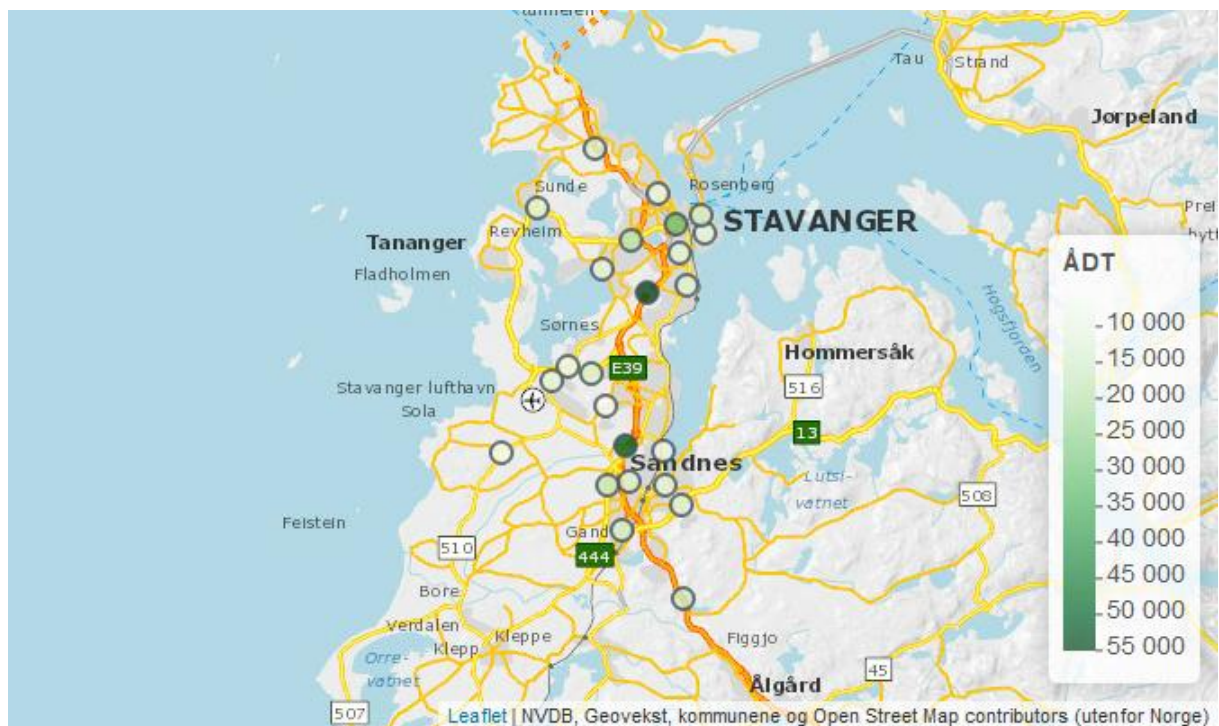 Tau
Strand
Jørpeland
Rosenberg
Sunde
STAVANGER
Revheim
Tananger
Fladholmen
ÅDT
10 000
15 000
20 000
25 000
30 000
35 000
40 000
45 000
50 000
55 000
Høgsfjorden
Sørnes
Hommersåk
E39
516
Stavanger lufthavn
Sola
13
Sandnes
Lutsi-
vatnet
508
Feistein
Gand
510
444
Bore
Verdalen
Kleppe
Figgjo
Klepp
Orre-
vatnet
45
Ålgård
507
Leaflet | NVDB, Geovekst, kommunene og Open Street Map contributors (utenfor Norge)